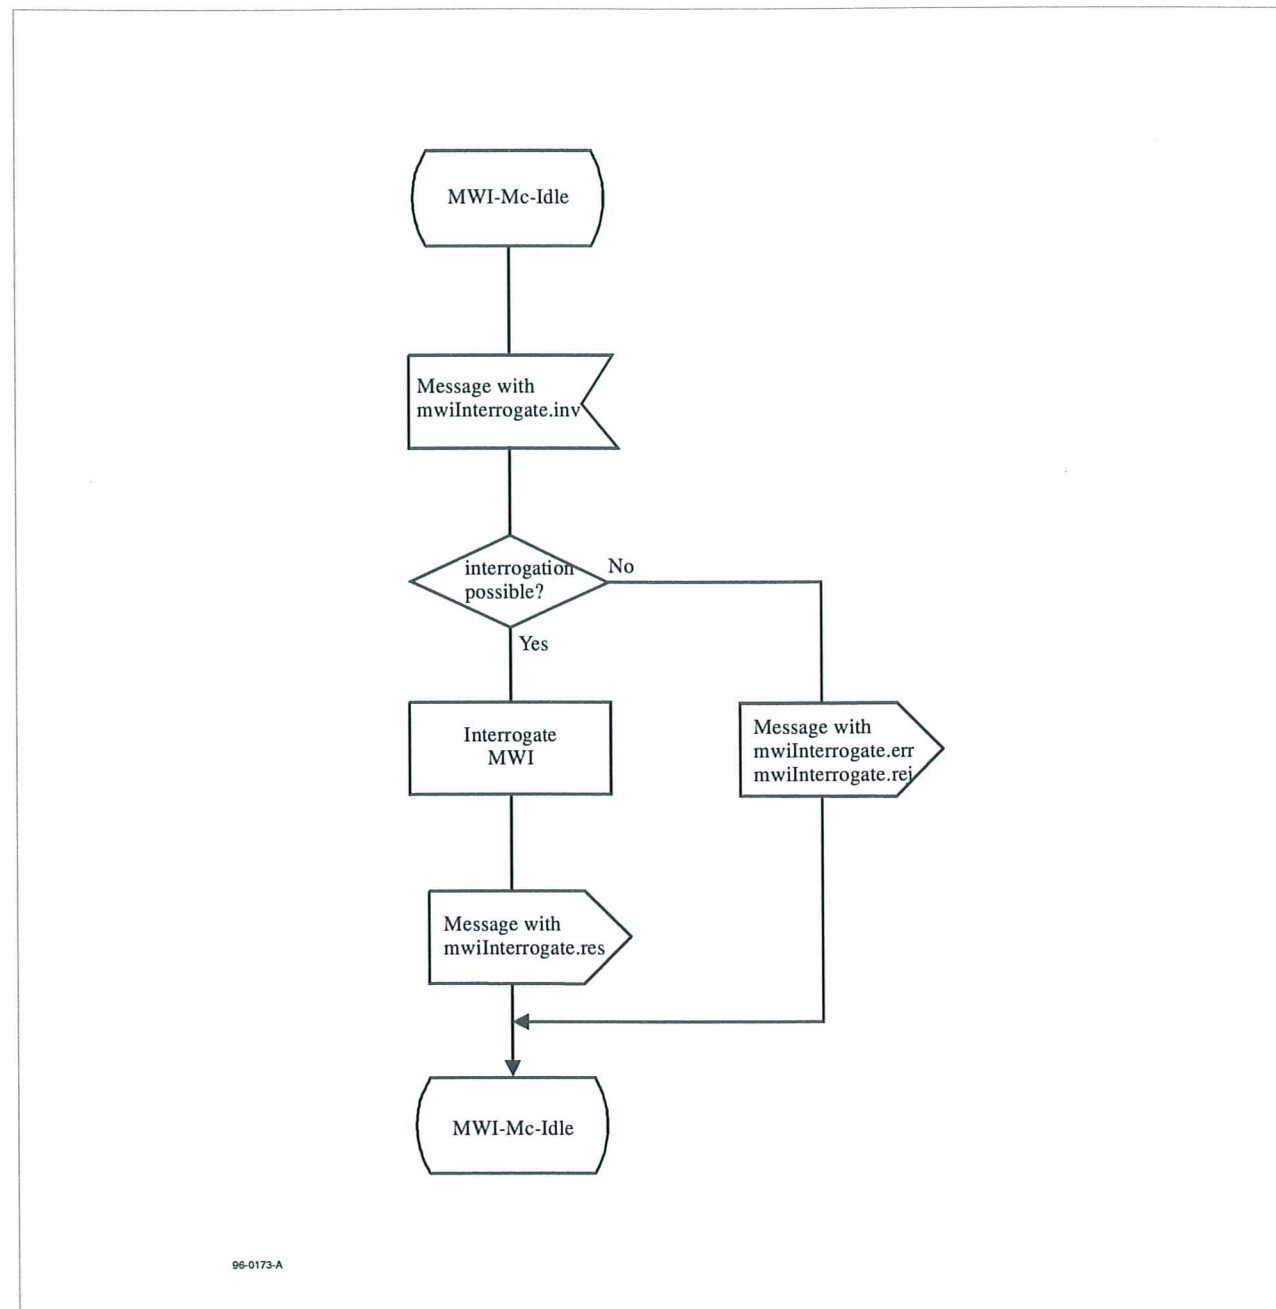 MWI-Mc-Idle
Message with
mwiInterrogate.inv
interrogation
possible?
No
Yes
Interrogate
MWI
Message with
mwiInterrogate.err
mwiInterrogate.rej
Message with
mwiInterrogate.res
MWI-Mc-Idle
96-0173-A